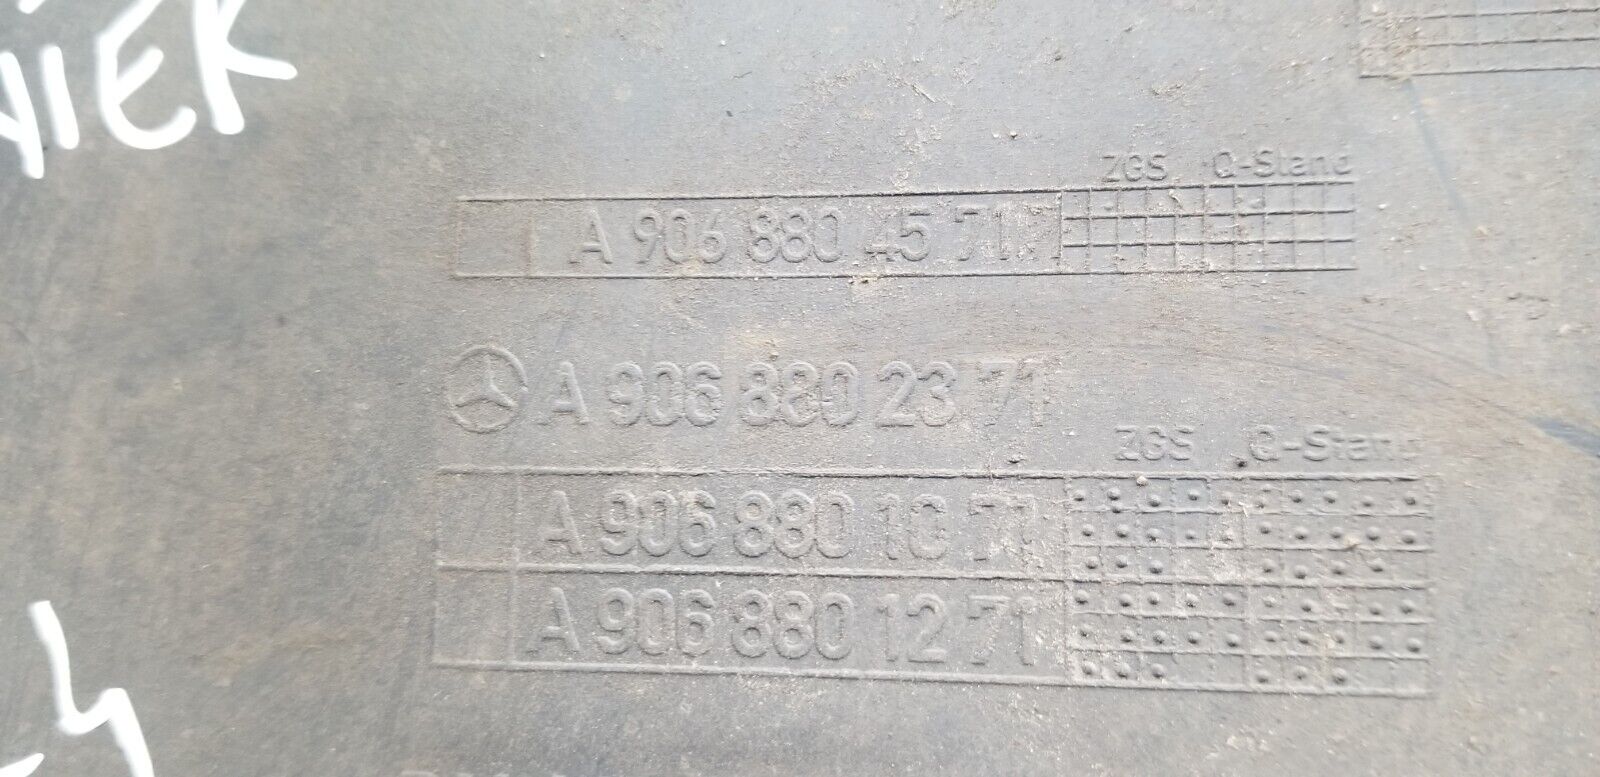 ZGS Q-Stand
A 906 880 45 71
A 906 880 23 71
ZGS Q-Stand
A 906 880 10 71
A 906 880 12 71